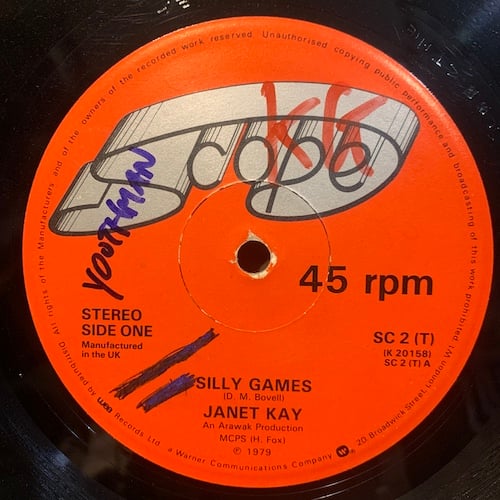 All rights of the Manufacturers and of the owners of the recorded work reserved Unauthorised copying public performance and broadcasting of this work prohibited.
Scope
KK
YOUTHMAN
45 rpm
STEREO
SIDE ONE
Manufactured
in the UK
SC 2 (T)
(K 20158)
SC 2 (T) A
SILLY GAMES
(D. M. Bovell)
JANET KAY
An Arawak Production
MCPS (H. Fox)
℗ 1979
Distributed by wea Records Ltd a Warner Communications Company W. 20 Broadwick Street, London W1